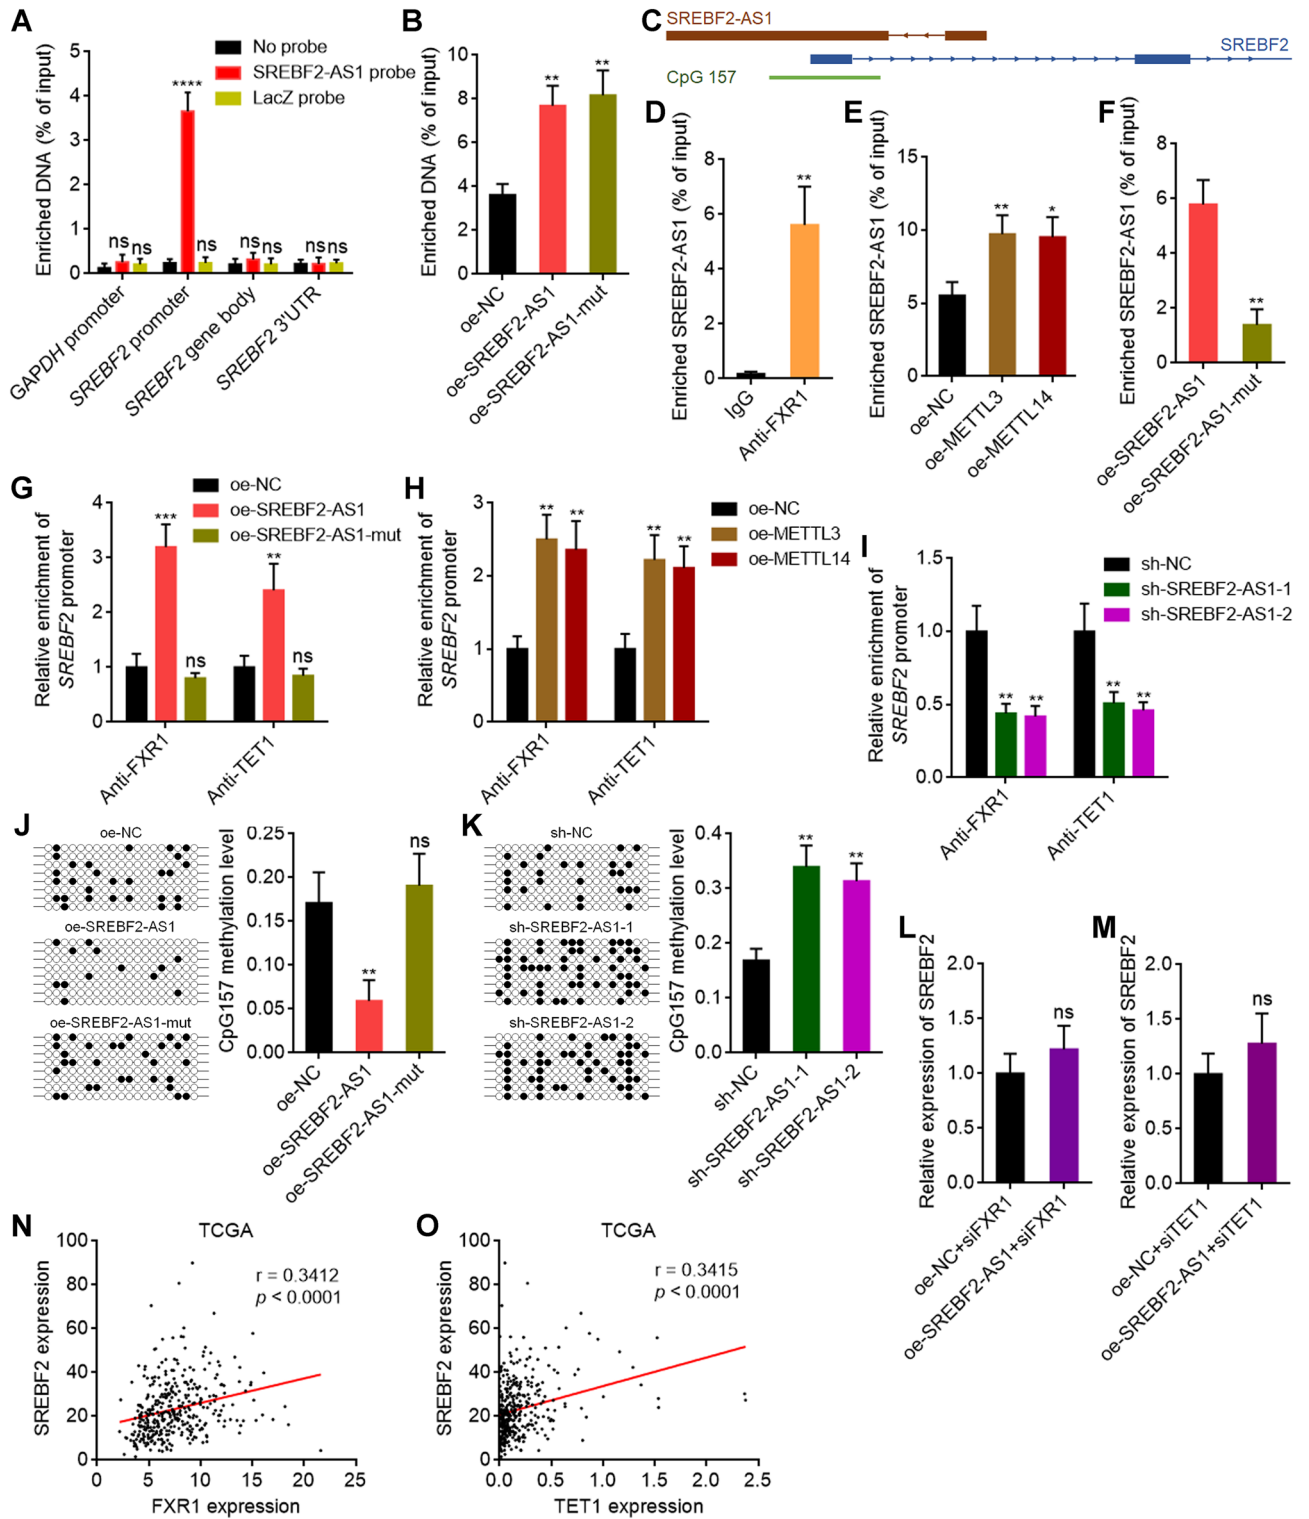 A
Enriched DNA (% of input)
5
4
3
2
1
0
No probe
SREBF2-AS1 probe
LacZ probe
****
ns ns
ns
ns ns
ns ns
GAPDH promoter
SREBF2 promoter
SREBF2 gene body
SREBF2 3'UTR
B
Enriched DNA (% of input)
10
8
6
4
2
0
**
**
oe-NC
oe-SREBF2-AS1
oe-SREBF2-AS1-mut
C
SREBF2-AS1
SREBF2
CpG 157
D
Enriched SREBF2-AS1 (% of input)
8
6
4
2
0
**
IgG
Anti-FXR1
E
Enriched SREBF2-AS1 (% of input)
15
10
5
0
**
*
oe-NC
oe-METTL3
oe-METTL14
F
Enriched SREBF2-AS1 (% of input)
8
6
4
2
0
**
oe-SREBF2-AS1
oe-SREBF2-AS1-mut
G
Relative enrichment of
SREBF2 promoter
4
3
2
1
0
oe-NC
oe-SREBF2-AS1
oe-SREBF2-AS1-mut
***
ns
**
ns
Anti-FXR1
Anti-TET1
H
Relative enrichment of
SREBF2 promoter
3
2
1
0
oe-NC
oe-METTL3
oe-METTL14
**
**
**
**
Anti-FXR1
Anti-TET1
I
Relative enrichment of
SREBF2 promoter
1.5
1.0
0.5
0.0
sh-NC
sh-SREBF2-AS1-1
sh-SREBF2-AS1-2
** **
** **
Anti-FXR1
Anti-TET1
J
oe-NC
oe-SREBF2-AS1
oe-SREBF2-AS1-mut
CpG157 methylation level
0.25
0.20
0.15
0.10
0.05
0.00
**
ns
oe-NC
oe-SREBF2-AS1
oe-SREBF2-AS1-mut
K
sh-NC
sh-SREBF2-AS1-1
sh-SREBF2-AS1-2
CpG157 methylation level
0.4
0.3
0.2
0.1
0.0
**
**
sh-NC
sh-SREBF2-AS1-1
sh-SREBF2-AS1-2
L
Relative expression of SREBF2
2.0
1.5
1.0
0.5
0.0
ns
oe-NC+siFXR1
oe-SREBF2-AS1+siFXR1
M
Relative expression of SREBF2
2.0
1.5
1.0
0.5
0.0
ns
oe-NC+siTET1
oe-SREBF2-AS1+siTET1
N
TCGA
r = 0.3412
p < 0.0001
SREBF2 expression
100
80
60
40
20
0
0 5 10 15 20 25
FXR1 expression
O
TCGA
r = 0.3415
p < 0.0001
SREBF2 expression
100
80
60
40
20
0
0.0 0.5 1.0 1.5 2.0 2.5
TET1 expression